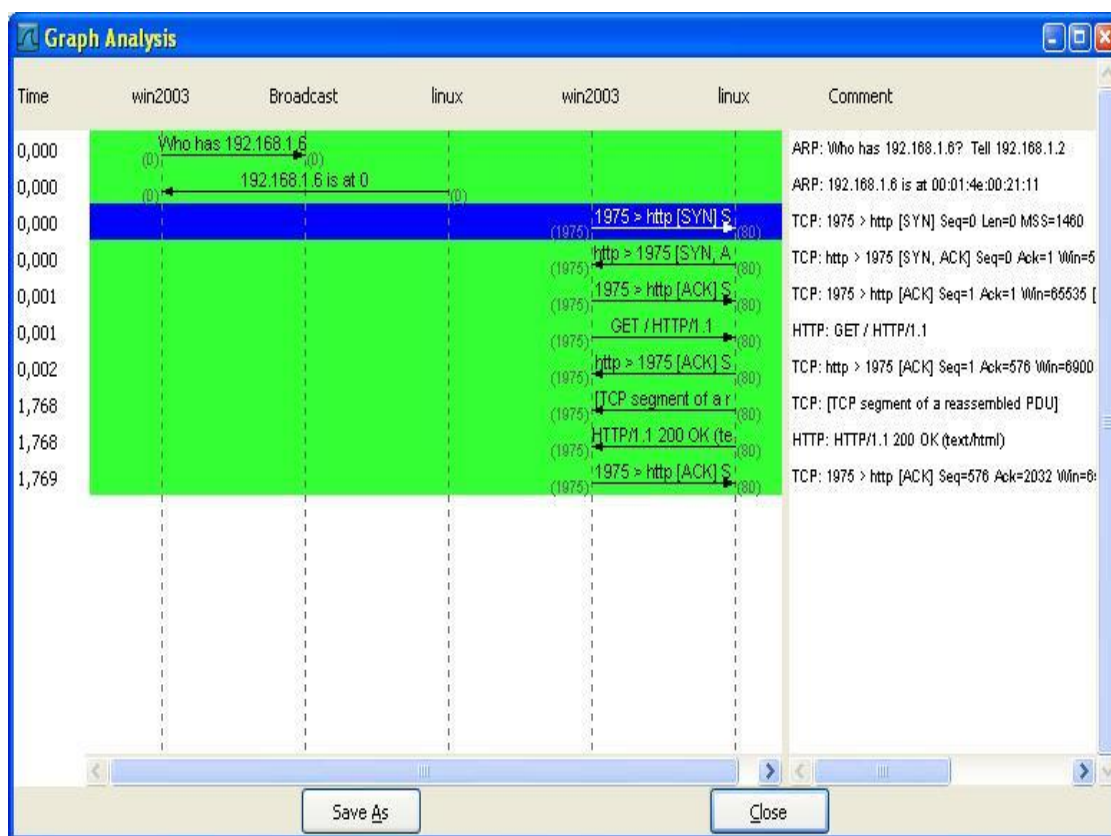 Graph Analysis
Time win2003 Broadcast linux win2003 linux Comment
0,000 Who has 192.168.1.6 (0) (0) ARP: Who has 192.168.1.6? Tell 192.168.1.2
0,000 192.168.1.6 is at 0 (0) (0) ARP: 192.168.1.6 is at 00:01:4e:00:21:11
0,000 1975 > http [SYN] S (1975) (80) TCP: 1975 > http [SYN] Seq=0 Len=0 MSS=1460
0,000 http > 1975 [SYN, A (1975) (80) TCP: http > 1975 [SYN, ACK] Seq=0 Ack=1 Win=5
0,001 1975 > http [ACK] S (1975) (80) TCP: 1975 > http [ACK] Seq=1 Ack=1 Win=65535 [
0,001 GET / HTTP/1.1 (1975) (80) HTTP: GET / HTTP/1.1
0,002 http > 1975 [ACK] S (1975) (80) TCP: http > 1975 [ACK] Seq=1 Ack=576 Win=6900
1,768 [TCP segment of a r (1975) (80) TCP: [TCP segment of a reassembled PDU]
1,768 HTTP/1.1 200 OK (te (1975) (80) HTTP: HTTP/1.1 200 OK (text/html)
1,769 1975 > http [ACK] S (1975) (80) TCP: 1975 > http [ACK] Seq=576 Ack=2032 Win=6
Save As Close